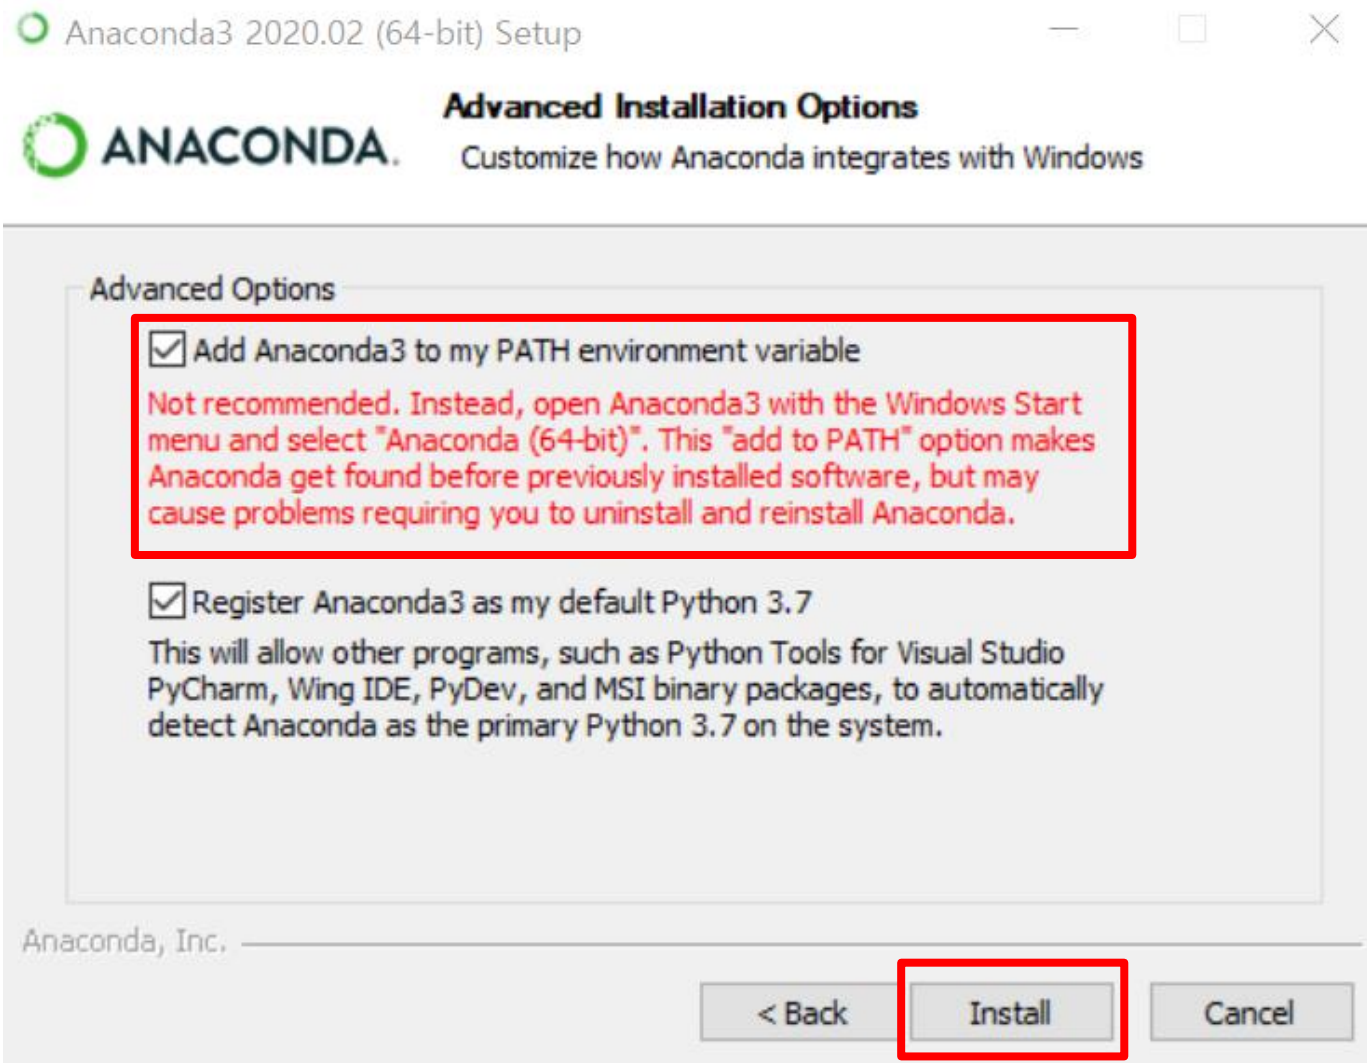 Anaconda3 2020.02 (64-bit) Setup
ANACONDA.
Advanced Installation Options
Customize how Anaconda integrates with Windows
Advanced Options
Add Anaconda3 to my PATH environment variable
Not recommended. Instead, open Anaconda3 with the Windows Start
menu and select "Anaconda (64-bit)". This "add to PATH" option makes
Anaconda get found before previously installed software, but may
cause problems requiring you to uninstall and reinstall Anaconda.
Register Anaconda3 as my default Python 3.7
This will allow other programs, such as Python Tools for Visual Studio
PyCharm, Wing IDE, PyDev, and MSI binary packages, to automatically
detect Anaconda as the primary Python 3.7 on the system.
Anaconda, Inc.
< Back
Install
Cancel